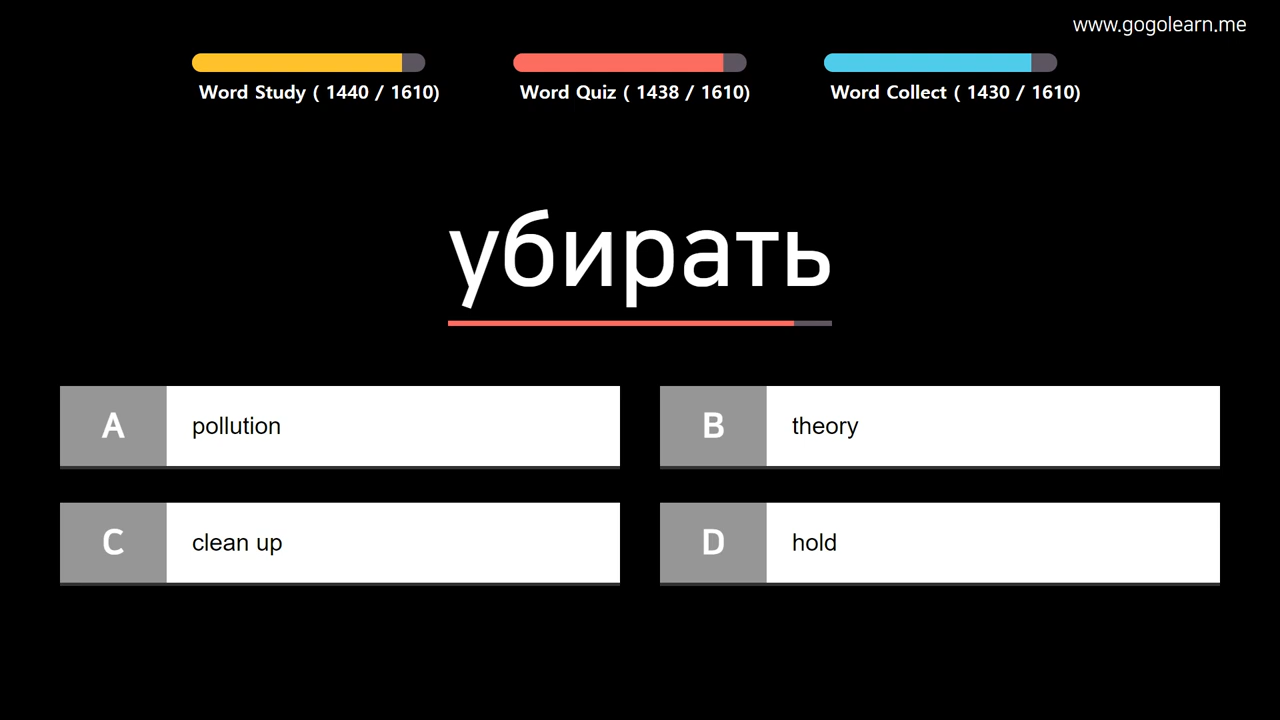 www.gogolearn.me
Word Study ( 1440 / 1610)
Word Quiz ( 1438 / 1610)
Word Collect ( 1430 / 1610)
убирать
A pollution
B theory
C clean up
D hold